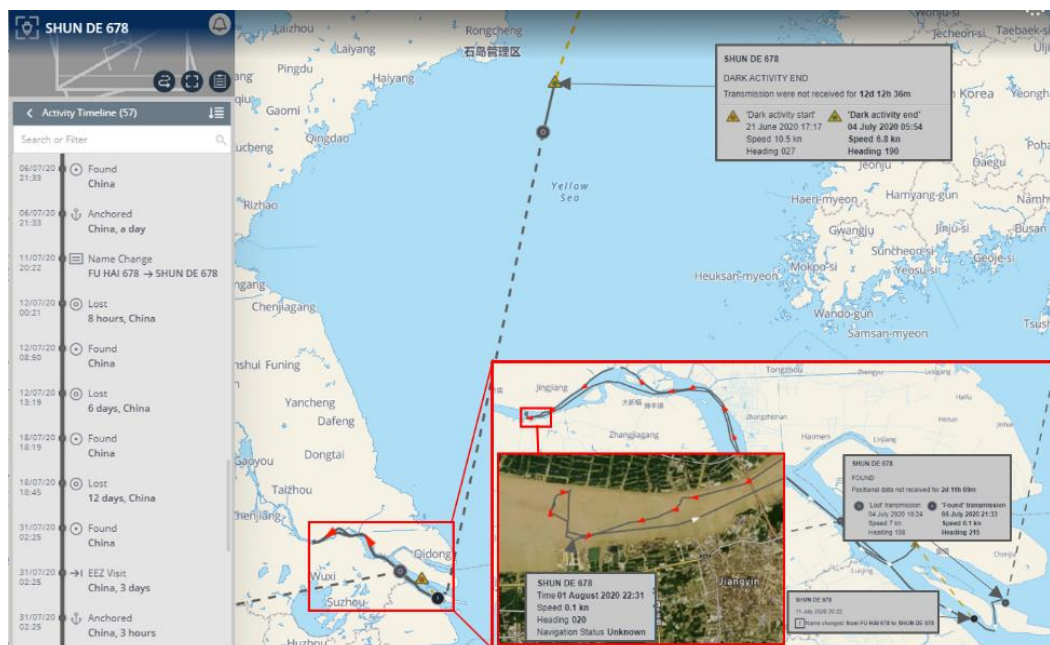 SHUN DE 678
Activity Timeline (57)
Search or Filter
06/07/20
21:33
Found
China
06/07/20
21:33
Anchored
China, a day
11/07/20
20:22
Name Change
FU HAI 678 → SHUN DE 678
12/07/20
00:21
Lost
8 hours, China
12/07/20
08:50
Found
China
12/07/20
Lost
6 days, China
18/07/20
18:19
Found
China
18/07/20
18:45
Lost
12 days, China
31/07/20
02:25
Found
China
31/07/20
02:25
EEZ Visit
China, 3 days
31/07/20
02:25
Anchored
China, 3 hours
Laizhou
Laiyang
Rongcheng
石岛管理区
Pingdu
Haiyang
Gaomi
Qingdao
Rizhao
Yellow
Sea
Chenjiagang
Funing
Yancheng
Dafeng
Dongtai
Gaoyou
Taizhou
Qidong
Wuxi
Suzhou
Huzhou
Jecheon-si
Taebaek-si
Korea
Daegu
Jeonju
Haen-myeon
Hamyang-gun
Gwangju
Jinju-si
Busan
Suncheon-si
Heuksan-myeon
Mokpo-si
Yeosu-si
Geoje-si
Wando-gun
Samsan-myeon
SHUN DE 678
DARK ACTIVITY END
Transmission were not received for 12d 12h 36m
'Dark activity start'
21 June 2020 17:17
Speed 10.5 kn
Heading 027
'Dark activity end'
04 July 2020 05:54
Speed 6.8 kn
Heading 190
Jingjiang
Tongzhou
Zhangjiagang
Haimen
SHUN DE 678
FOUND
Positional data not received for 2d 11h 09m
'Lost' transmission
04 July 2020 10:24
Speed 7 kn
Heading 198
'Found' transmission
06 July 2020 21:33
Speed 6.1 kn
Heading 215
SHUN DE 678
11 July 2020 20:22
Name changed: from FU HAI 678 to SHUN DE 678
Jiangyin
SHUN DE 678
Time 01 August 2020 22:31
Speed 0.1 kn
Heading 020
Navigation Status Unknown